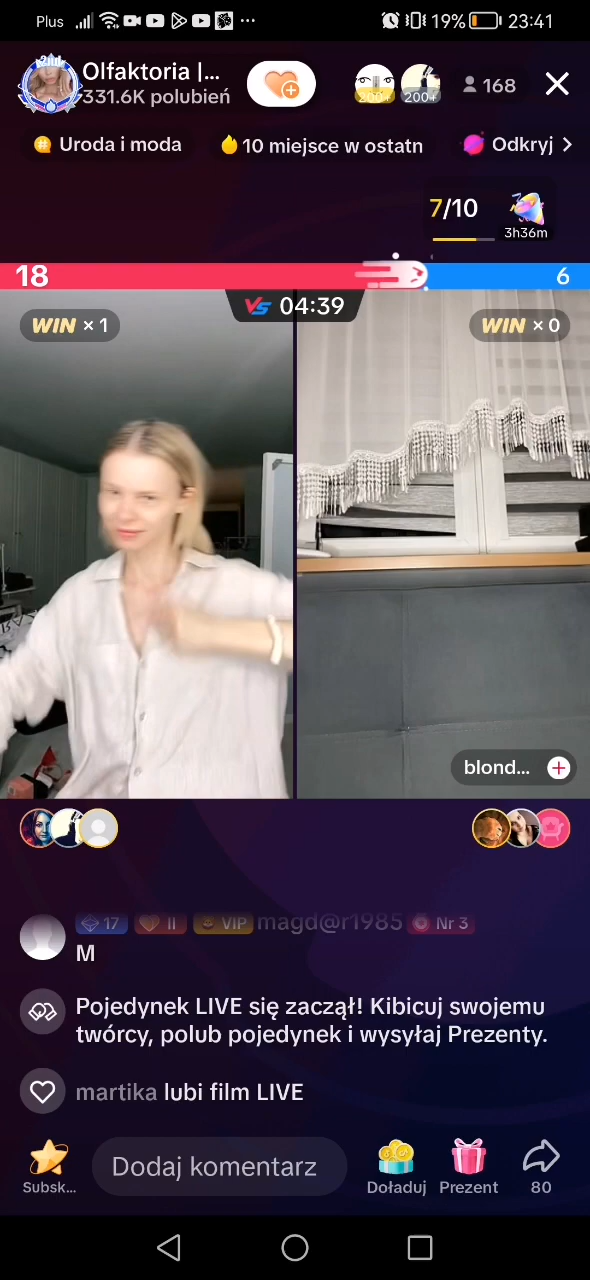 Plus 19% 23:41
Olfaktoria |...
331.6K polubień
200+ 200+ 168
Uroda i moda 10 miejsce w ostatn Odkryj
7/10
3h36m
18 6
VS 04:39
WIN × 1 WIN × 0
blond...
17 II VIP magd@r1985 Nr 3
M
Pojedynek LIVE się zaczął! Kibicuj swojemu
twórcy, polub pojedynek i wysyłaj Prezenty.
martika lubi film LIVE
Dodaj komentarz
Subsk... Doładuj Prezent 80